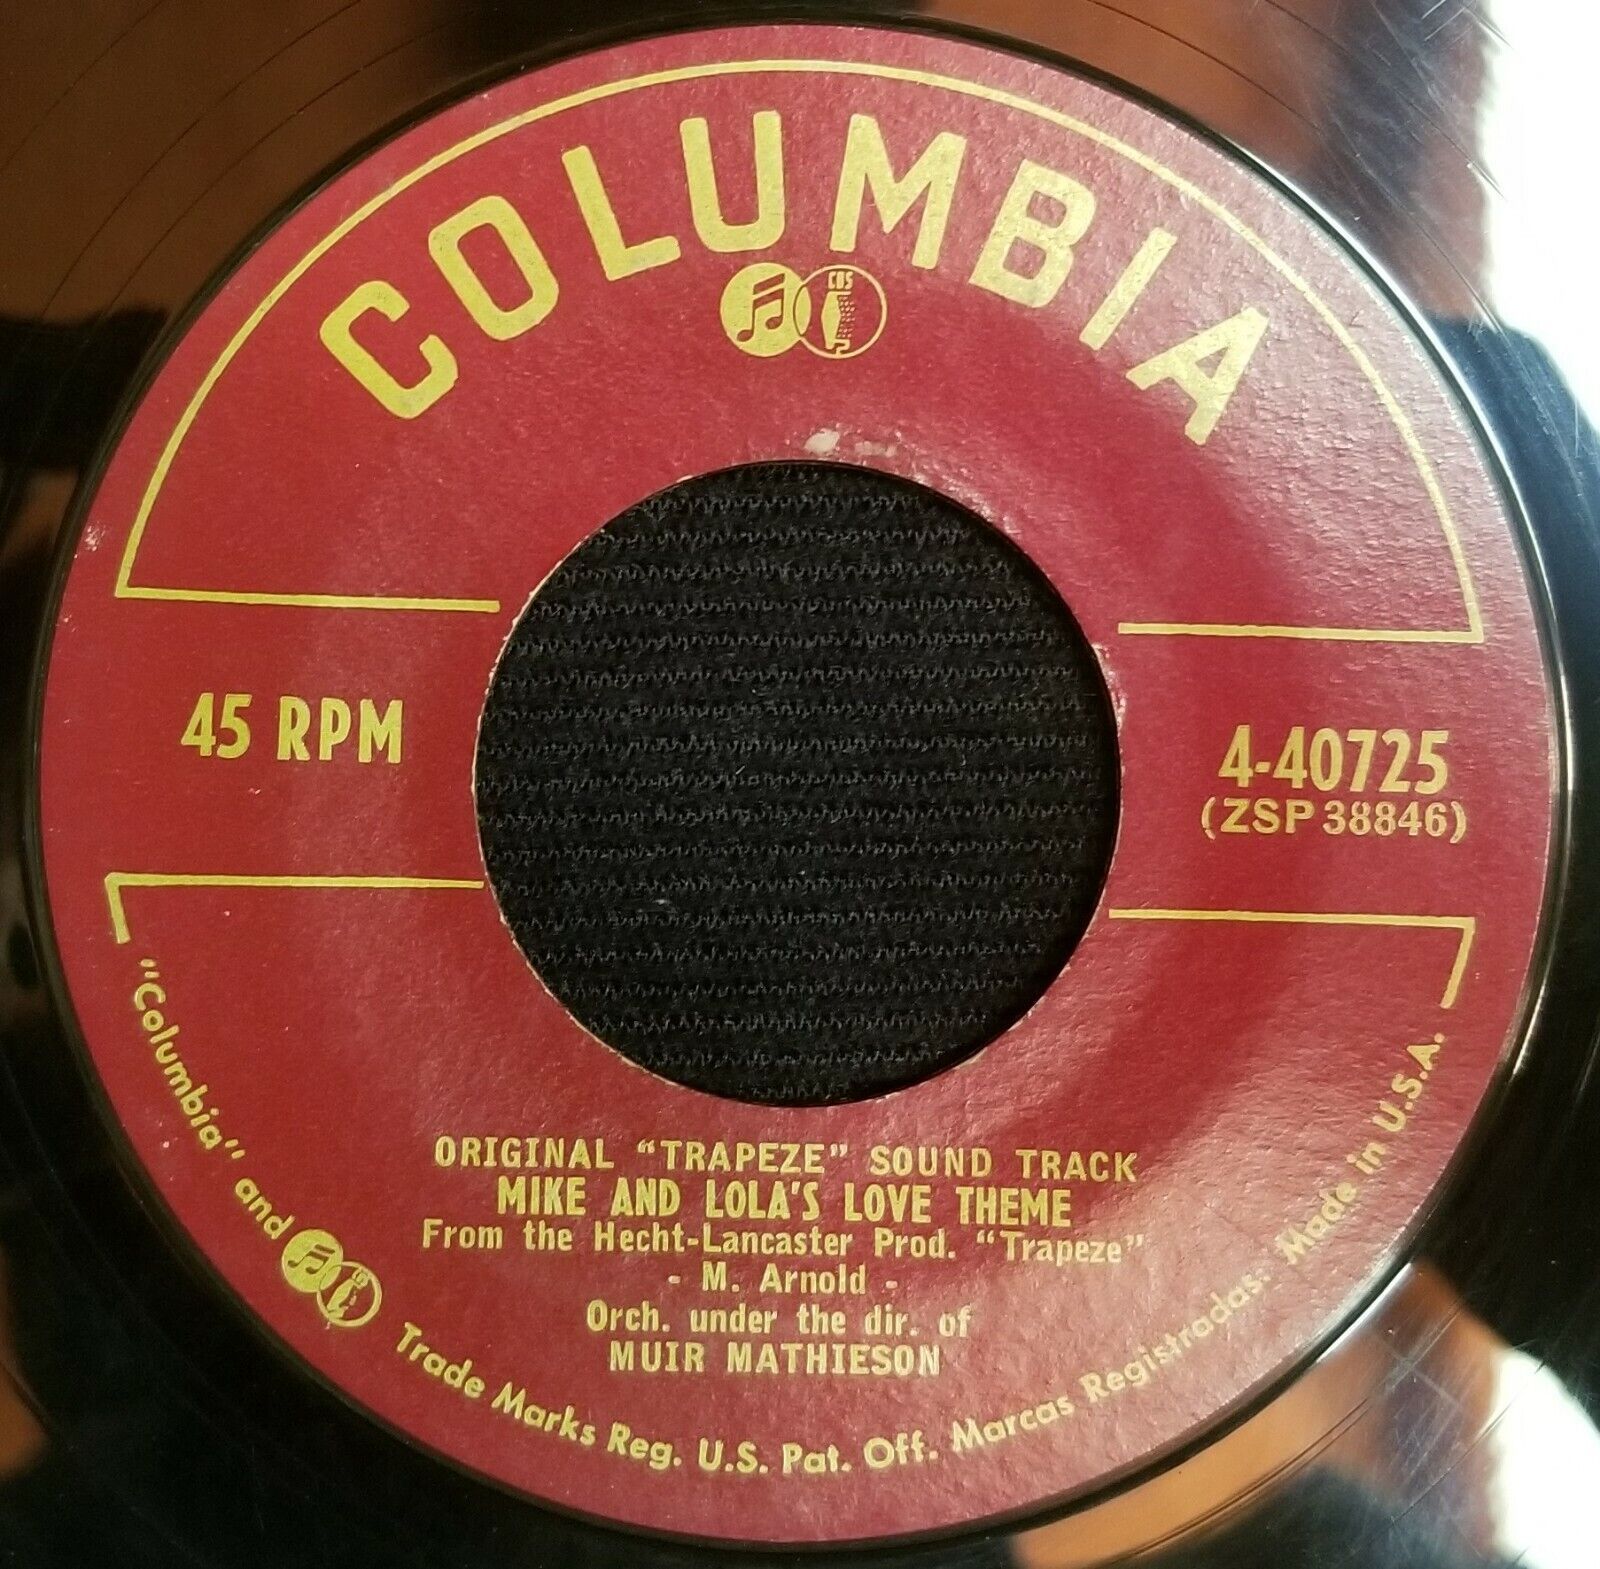 COLUMBIA
CBS
45 RPM
4-40725
(ZSP 38846)
ORIGINAL “TRAPEZE” SOUND TRACK
MIKE AND LOLA'S LOVE THEME
From the Hecht-Lancaster Prod. “Trapeze”
- M. Arnold -
Orch. under the dir. of
MUIR MATHIESON
"Columbia" and Trade Marks Reg. U.S. Pat. Off. Marcas Registradas. Made in U.S.A.